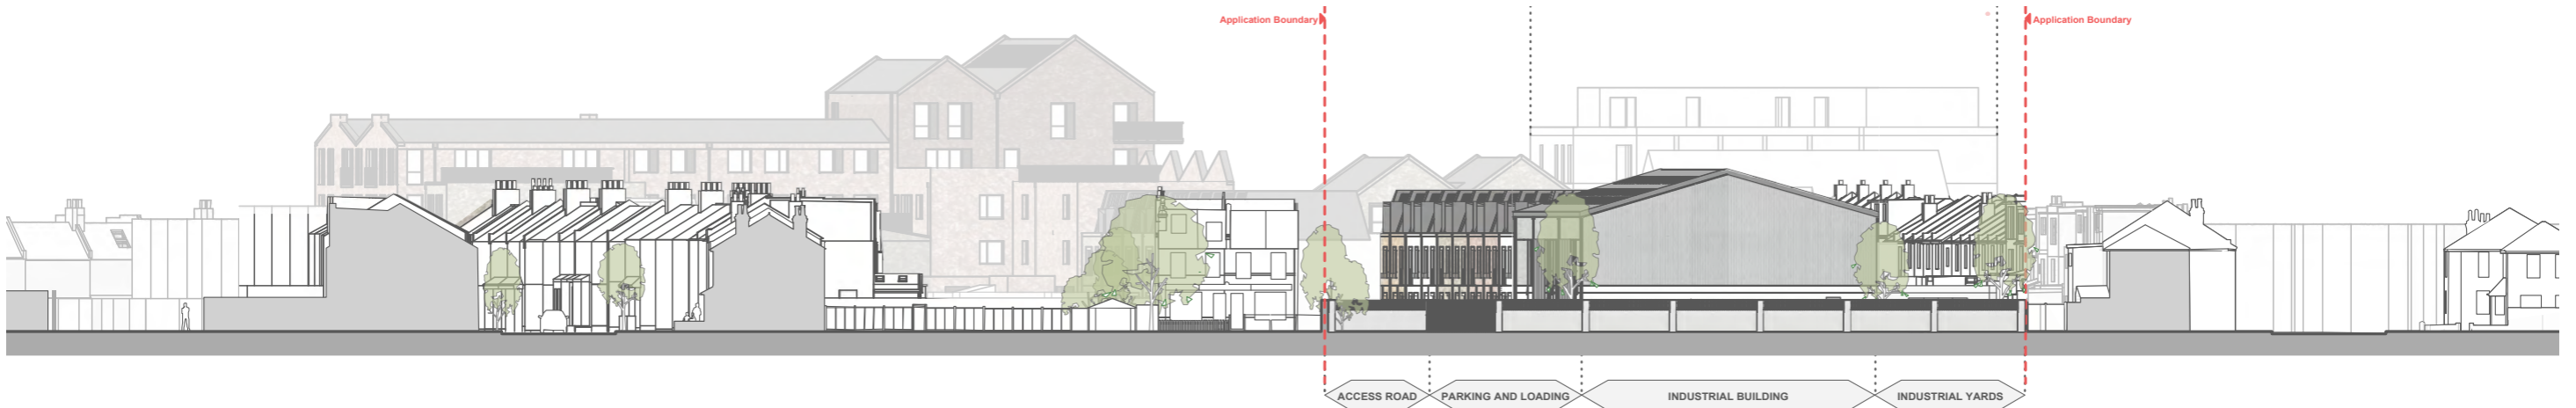 Application Boundary
Application Boundary
ACCESS ROAD
PARKING AND LOADING
INDUSTRIAL BUILDING
INDUSTRIAL YARDS